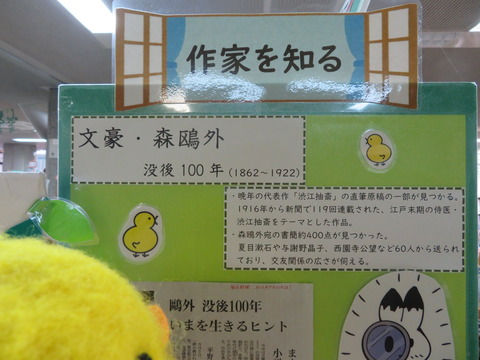 作家を知る
文豪・森鷗外
没後100年(1862~1922)
・晩年の代表作「渋江抽斎」の直筆原稿の一部が見つかる。
1916年から新聞で119回連載された、江戸末期の侍医・
渋江抽斎をテーマとした作品。
・森鷗外宛の書簡約400点が見つかった。
夏目漱石や与謝野晶子、西園寺公望など60人から送ら
れており、交友関係の広さが伺える。
鷗外 没後100年
いまを生きるヒント